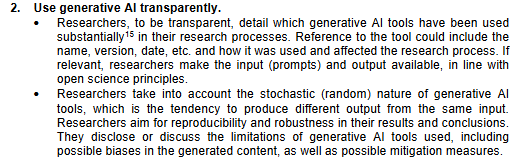 2. Use generative AI transparently.
• Researchers, to be transparent, detail which generative AI tools have been used
substantially¹⁵ in their research processes. Reference to the tool could include the
name, version, date, etc. and how it was used and affected the research process. If
relevant, researchers make the input (prompts) and output available, in line with
open science principles.
• Researchers take into account the stochastic (random) nature of generative AI
tools, which is the tendency to produce different output from the same input.
Researchers aim for reproducibility and robustness in their results and conclusions.
They disclose or discuss the limitations of generative AI tools used, including
possible biases in the generated content, as well as possible mitigation measures.